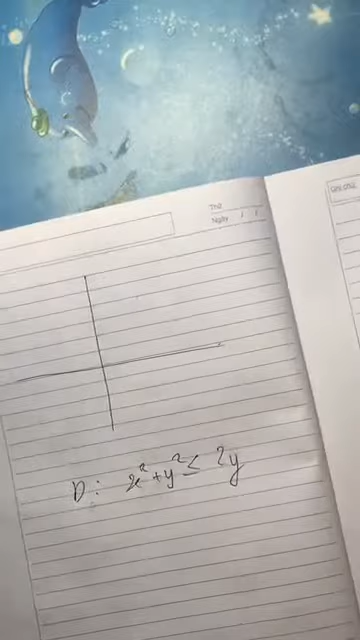 Thứ
Ngày / /
D: x² + y² ≤ 2y